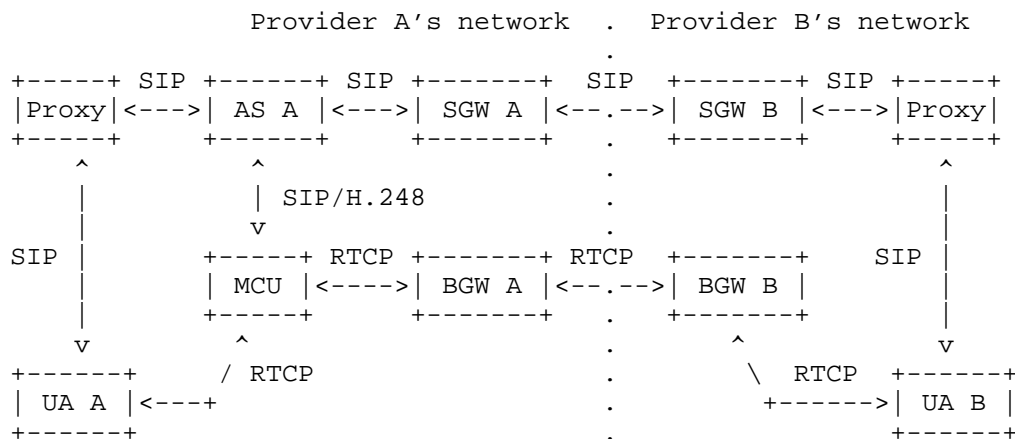 Provider A's network  .  Provider B's network
                      .
+-----+ SIP +------+ SIP +-------+  SIP  +-------+ SIP +-----+
|Proxy|<--->| AS A |<--->| SGW A |<--.-->| SGW B |<--->|Proxy|
+-----+     +------+     +-------+   .   +-------+     +-----+
   ^           ^                     .                    ^
   |           | SIP/H.248           .                    |
   |           v                     .                    |
SIP |       +-----+ RTCP +-------+ RTCP  +-------+    SIP |
   |        | MCU |<---->| BGW A |<--.-->| BGW B |        |
   |        +-----+      +-------+   .   +-------+        |
   v          ^                      .       ^            v
+------+     / RTCP                  .        \  RTCP  +------+
| UA A |<---+                        .         +------>| UA B |
+------+                             .                 +------+